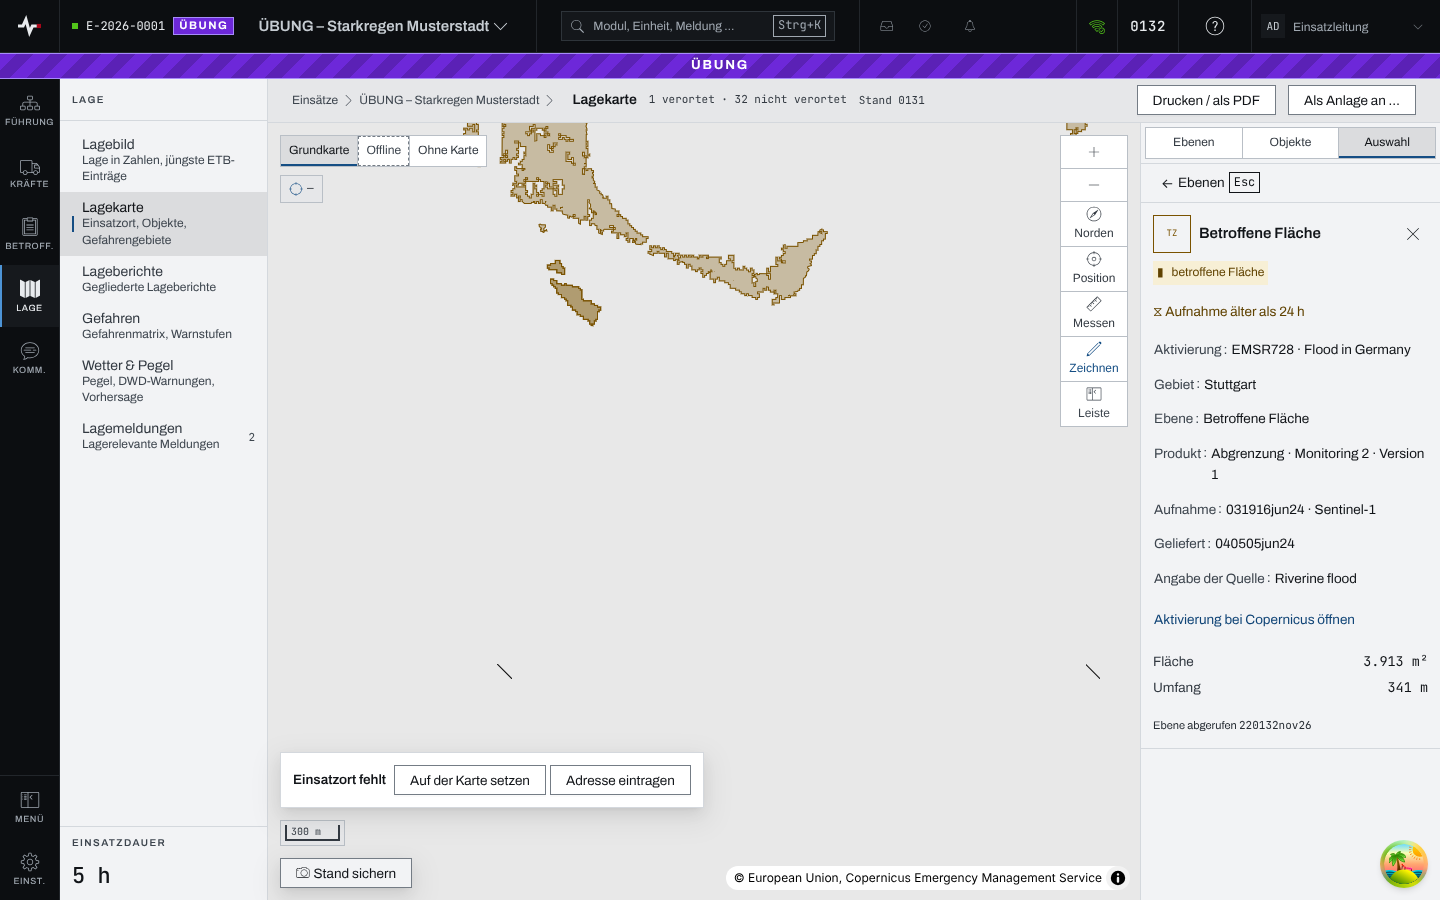 E-2026-0001 ÜBUNG
ÜBUNG – Starkregen Musterstadt
Modul, Einheit, Meldung ... Strg+K
0132
?
AD Einsatzleitung
ÜBUNG
FÜHRUNG
KRÄFTE
BETROFF.
LAGE
KOMM.
MENÜ
EINST.
LAGE
Lagebild
Lage in Zahlen, jüngste ETB-
Einträge
Lagekarte
Einsatzort, Objekte,
Gefahrengebiete
Lageberichte
Gegliederte Lageberichte
Gefahren
Gefahrenmatrix, Warnstufen
Wetter & Pegel
Pegel, DWD-Warnungen,
Vorhersage
Lagemeldungen
Lagerelevante Meldungen 2
EINSATZDAUER
5 h
Einsätze > ÜBUNG – Starkregen Musterstadt > Lagekarte 1 verortet · 32 nicht verortet Stand 0131
Drucken / als PDF Als Anlage an ...
Grundkarte Offline Ohne Karte
–
+
−
Norden
Position
Messen
Zeichnen
Leiste
Einsatzort fehlt Auf der Karte setzen Adresse eintragen
300 m
Stand sichern
© European Union, Copernicus Emergency Management Service
Ebenen Objekte Auswahl
← Ebenen Esc
TZ Betroffene Fläche
betroffene Fläche
Aufnahme älter als 24 h
Aktivierung: EMSR728 · Flood in Germany
Gebiet: Stuttgart
Ebene: Betroffene Fläche
Produkt: Abgrenzung · Monitoring 2 · Version
1
Aufnahme: 031916jun24 · Sentinel-1
Geliefert: 040505jun24
Angabe der Quelle: Riverine flood
Aktivierung bei Copernicus öffnen
Fläche 3.913 m²
Umfang 341 m
Ebene abgerufen 220132nov26